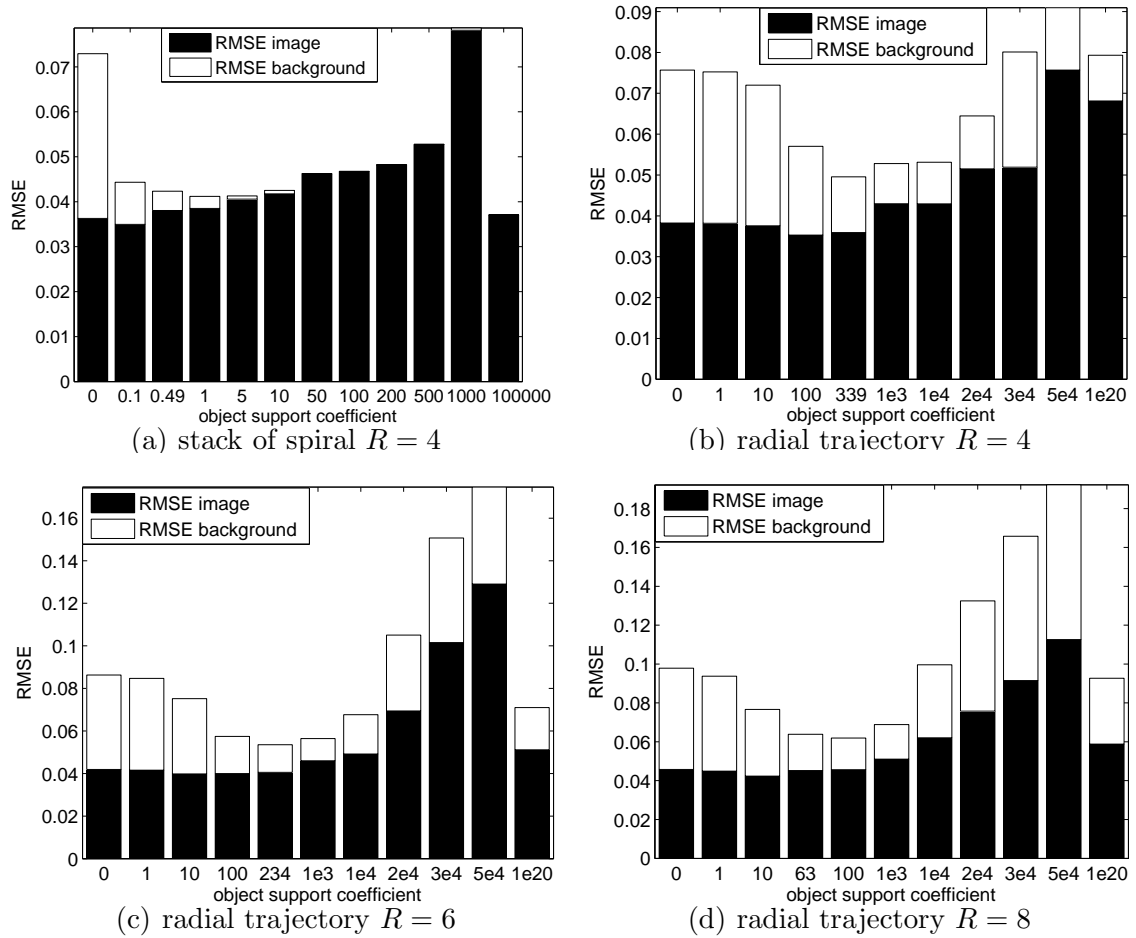 RMSE image
RMSE background
0.07
0.06
0.05
0.04
0.03
0.02
0.01
0
RMSE
0 0.1 0.49 1 5 10 50 100 200 500 1000 100000
object support coefficient
(a) stack of spiral R = 4
RMSE image
RMSE background
0.09
0.08
0.07
0.06
0.05
0.04
0.03
0.02
0.01
0
RMSE
0 1 10 100 339 1e3 1e4 2e4 3e4 5e4 1e20
object support coefficient
(b) radial trajectory R = 4
RMSE image
RMSE background
0.16
0.14
0.12
0.1
0.08
0.06
0.04
0.02
0
RMSE
0 1 10 100 234 1e3 1e4 2e4 3e4 5e4 1e20
object support coefficient
(c) radial trajectory R = 6
RMSE image
RMSE background
0.18
0.16
0.14
0.12
0.1
0.08
0.06
0.04
0.02
0
RMSE
0 1 10 63 100 1e3 1e4 2e4 3e4 5e4 1e20
object support coefficient
(d) radial trajectory R = 8